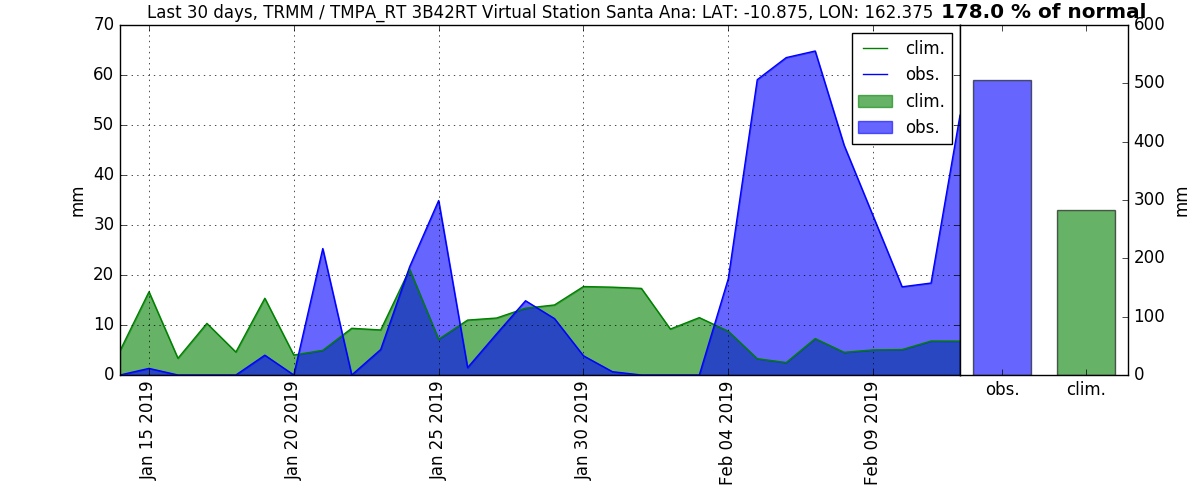 Last 30 days, TRMM / TMPA_RT 3B42RT Virtual Station Santa Ana: LAT: -10.875, LON: 162.375 178.0 % of normal
70
60
50
40
30
20
10
0
mm
clim.
obs.
clim.
obs.
Jan 15 2019
Jan 20 2019
Jan 25 2019
Jan 30 2019
Feb 04 2019
Feb 09 2019
600
500
400
300
200
100
0
mm
obs. clim.